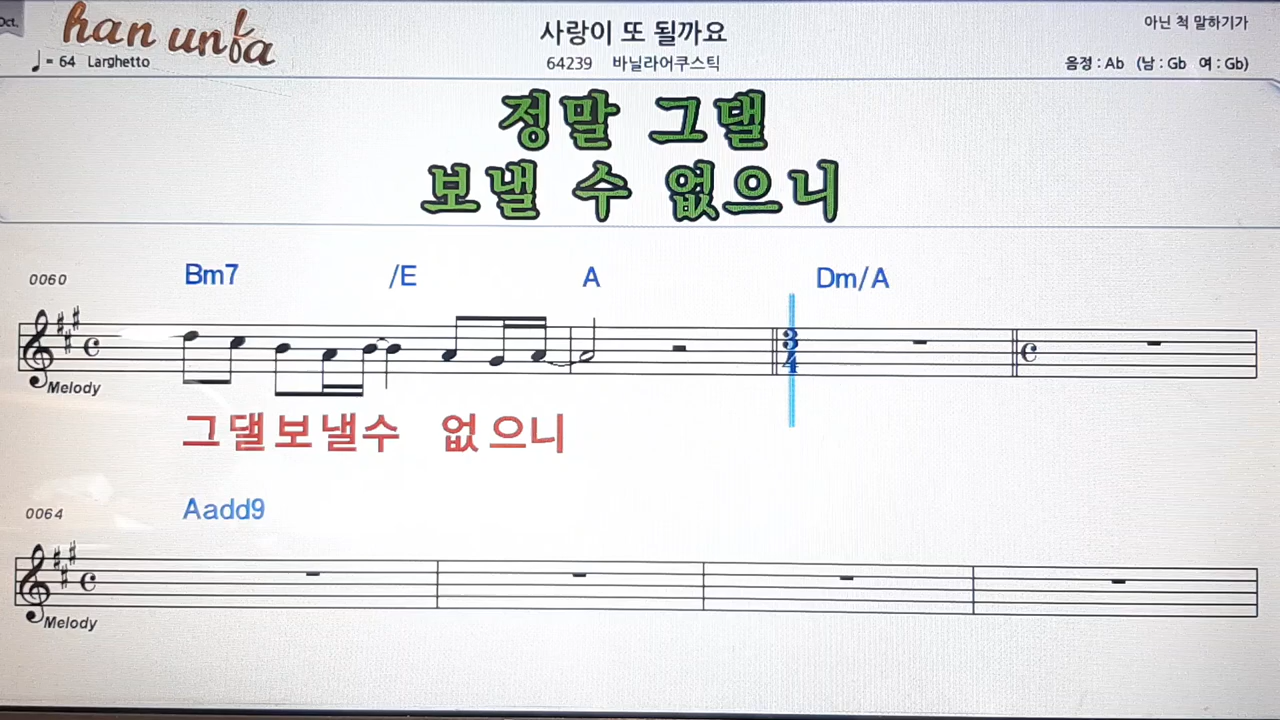 Oct.
han unfa
사랑이 또 될까요
아닌 척 말하기가
♩= 64 Larghetto
64239 바닐라어쿠스틱
음정 : Ab (남 : Gb 여 : Gb)
정말 그댈
보낼 수 없으니
0060
Bm7 /E A Dm/A
3
4
Melody
그댈보낼수 없으니
0064
Aadd9
Melody